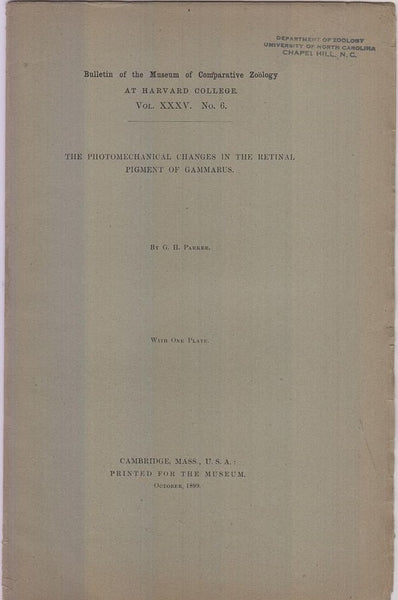 DEPARTMENT OF ZOOLOGY
UNIVERSITY OF NORTH CAROLINA
CHAPEL HILL, N. C.
Bulletin of the Museum of Comparative Zoölogy
AT HARVARD COLLEGE.
VOL. XXXV. No. 6.
THE PHOTOMECHANICAL CHANGES IN THE RETINAL
PIGMENT OF GAMMARUS.
BY G. H. PARKER.
WITH ONE PLATE.
CAMBRIDGE, MASS., U. S. A.:
PRINTED FOR THE MUSEUM.
OCTOBER, 1899.